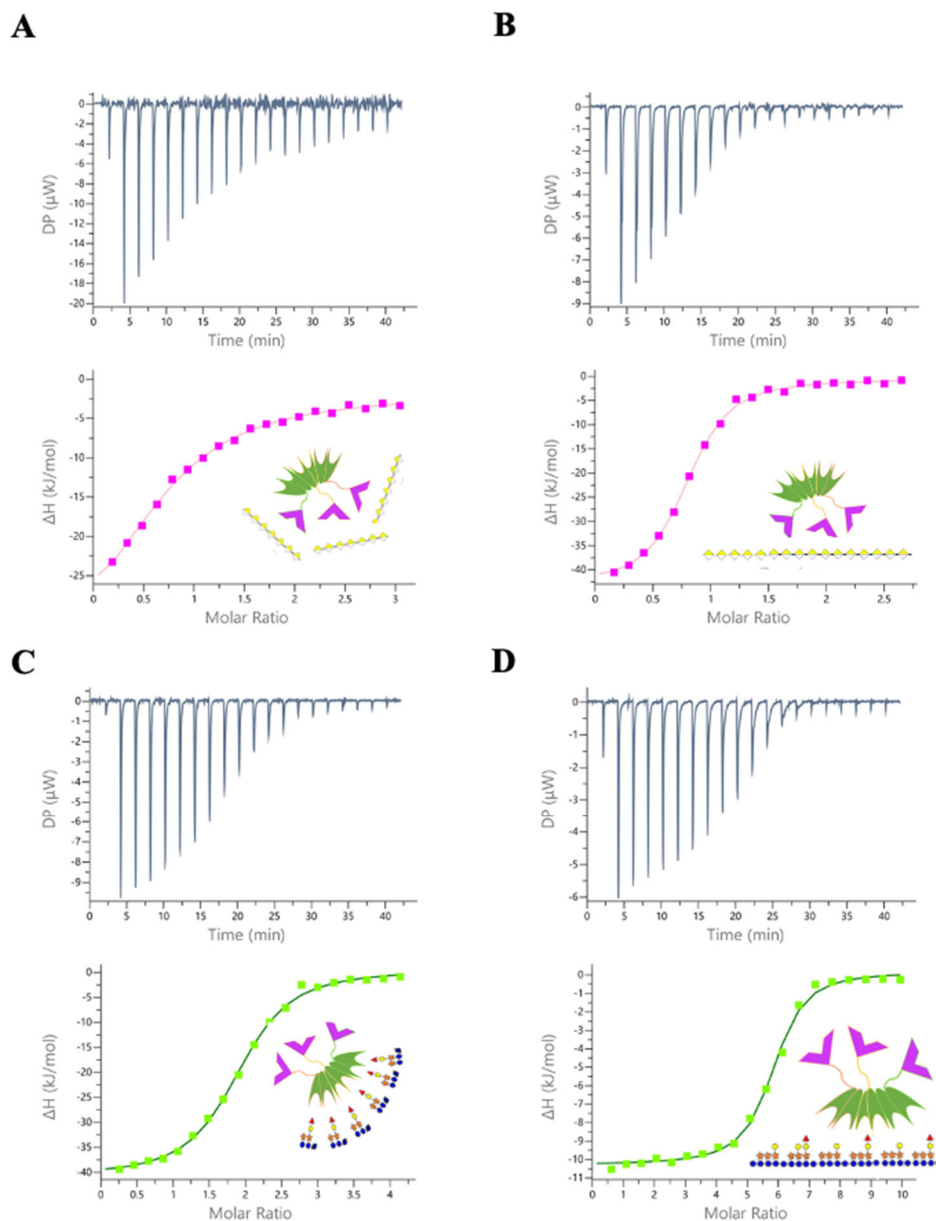 A
B
0
-2
-4
-6
-8
-10
-12
-14
-16
-18
-20
DP (µW)
0 5 10 15 20 25 30 35 40
Time (min)
0
-1
-2
-3
-4
-5
-6
-7
-8
-9
DP (µW)
0 5 10 15 20 25 30 35 40
Time (min)
0
-5
-10
-15
-20
-25
ΔH (kJ/mol)
0 0.5 1 1.5 2 2.5 3
Molar Ratio
0
-5
-10
-15
-20
-25
-30
-35
-40
ΔH (kJ/mol)
0 0.5 1 1.5 2 2.5
Molar Ratio
C
D
0
-1
-2
-3
-4
-5
-6
-7
-8
-9
DP (µW)
0 5 10 15 20 25 30 35 40
Time (min)
0
-1
-2
-3
-4
-5
-6
DP (µW)
0 5 10 15 20 25 30 35 40
Time (min)
0
-5
-10
-15
-20
-25
-30
-35
-40
ΔH (kJ/mol)
0 0.5 1 1.5 2 2.5 3 3.5 4
Molar Ratio
0
-1
-2
-3
-4
-5
-6
-7
-8
-9
-10
-11
ΔH (kJ/mol)
0 1 2 3 4 5 6 7 8 9 10
Molar Ratio